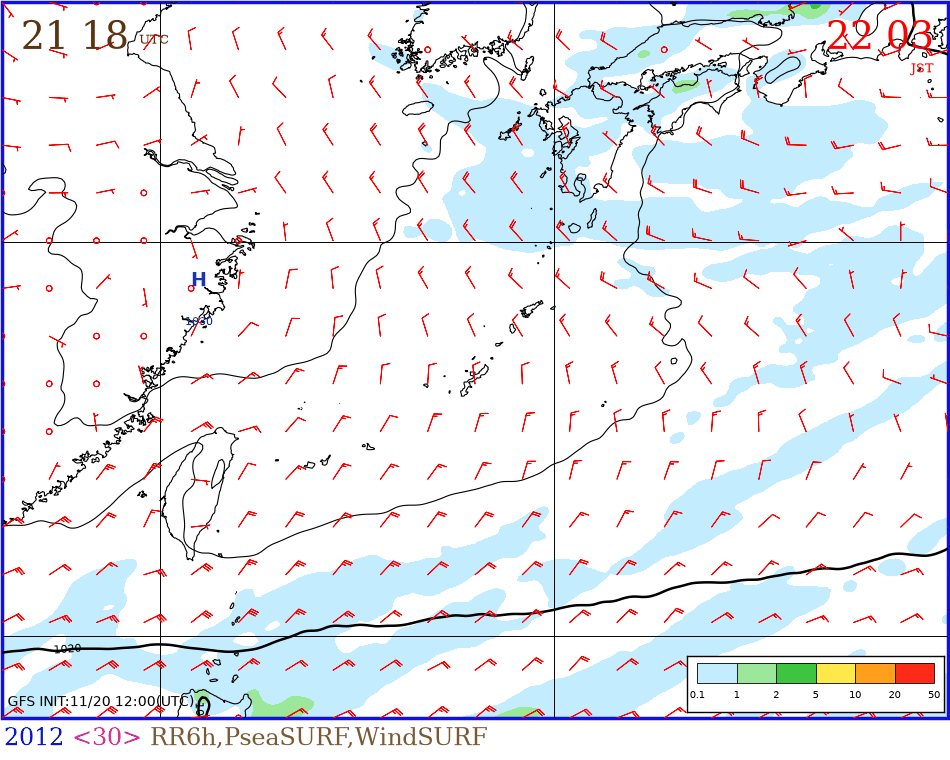 21 18 UTC
22 03
JST
H
1030
1020
GFS INIT:11/20 12:00(UTC)
0.1 1 2 5 10 20 50
2012 <30> RR6h,PseaSURF,WindSURF